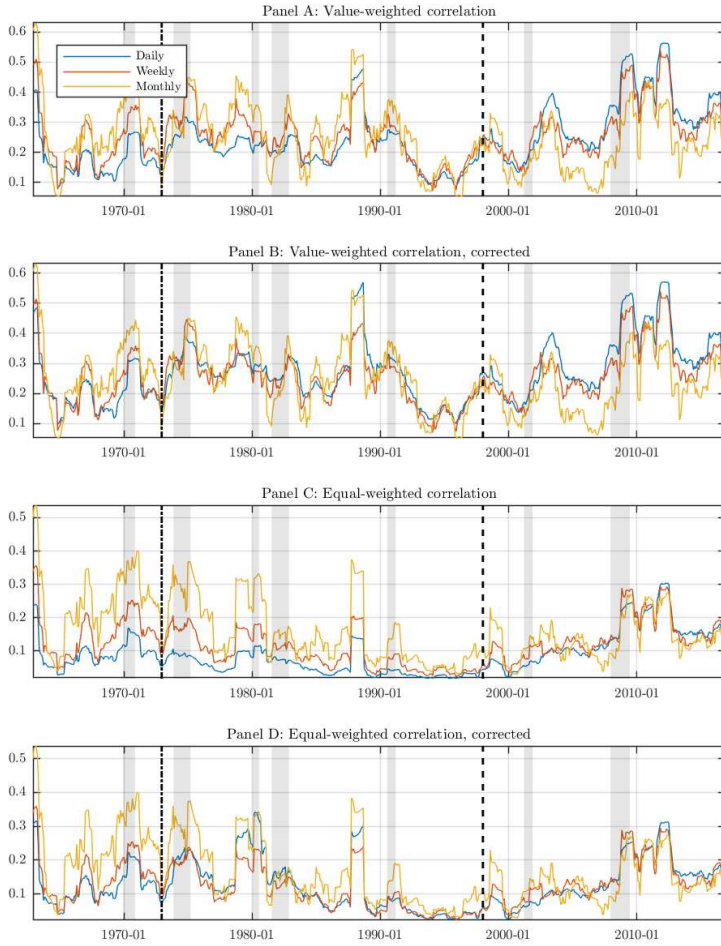 Panel A: Value-weighted correlation
0.6
0.5
0.4
0.3
0.2
0.1
Daily
Weekly
Monthly
1970-01 1980-01 1990-01 2000-01 2010-01
Panel B: Value-weighted correlation, corrected
0.6
0.5
0.4
0.3
0.2
0.1
1970-01 1980-01 1990-01 2000-01 2010-01
Panel C: Equal-weighted correlation
0.5
0.4
0.3
0.2
0.1
1970-01 1980-01 1990-01 2000-01 2010-01
Panel D: Equal-weighted correlation, corrected
0.5
0.4
0.3
0.2
0.1
1970-01 1980-01 1990-01 2000-01 2010-01